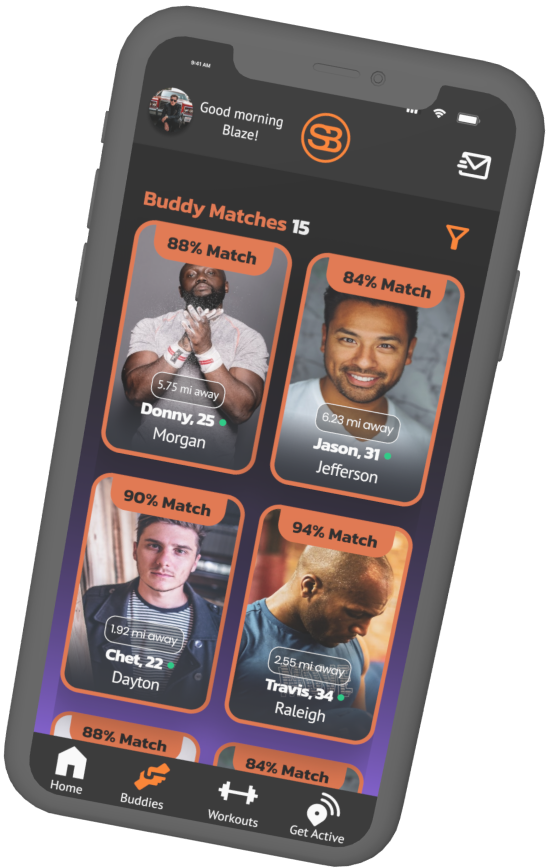 9:41 AM
Good morning
Blaze!
SB
Buddy Matches 15
88% Match
84% Match
5.75 mi away
Donny, 25
Morgan
6.23 mi away
Jason, 31
Jefferson
90% Match
94% Match
1.92 mi away
Chet, 22
Dayton
2.55 mi away
Travis, 34
Raleigh
88% Match
84% Match
Home
Buddies
Workouts
Get Active